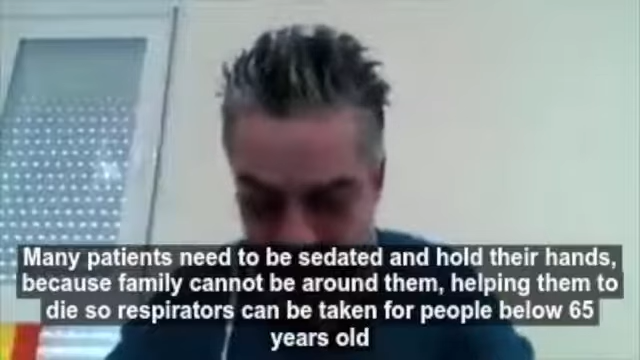 Many patients need to be sedated and hold their hands,
because family cannot be around them, helping them to
die so respirators can be taken for people below 65
years old